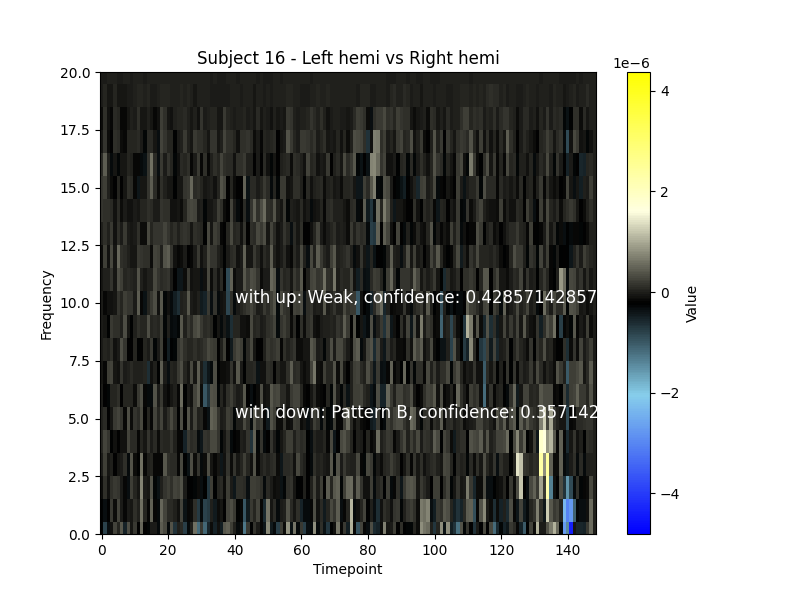 Subject 16 - Left hemi vs Right hemi
1e−6
20.0
17.5
15.0
12.5
10.0
7.5
5.0
2.5
0.0
Frequency
with up: Weak, confidence: 0.42857142857
with down: Pattern B, confidence: 0.357142
0 20 40 60 80 100 120 140
Timepoint
4
2
0
−2
−4
Value